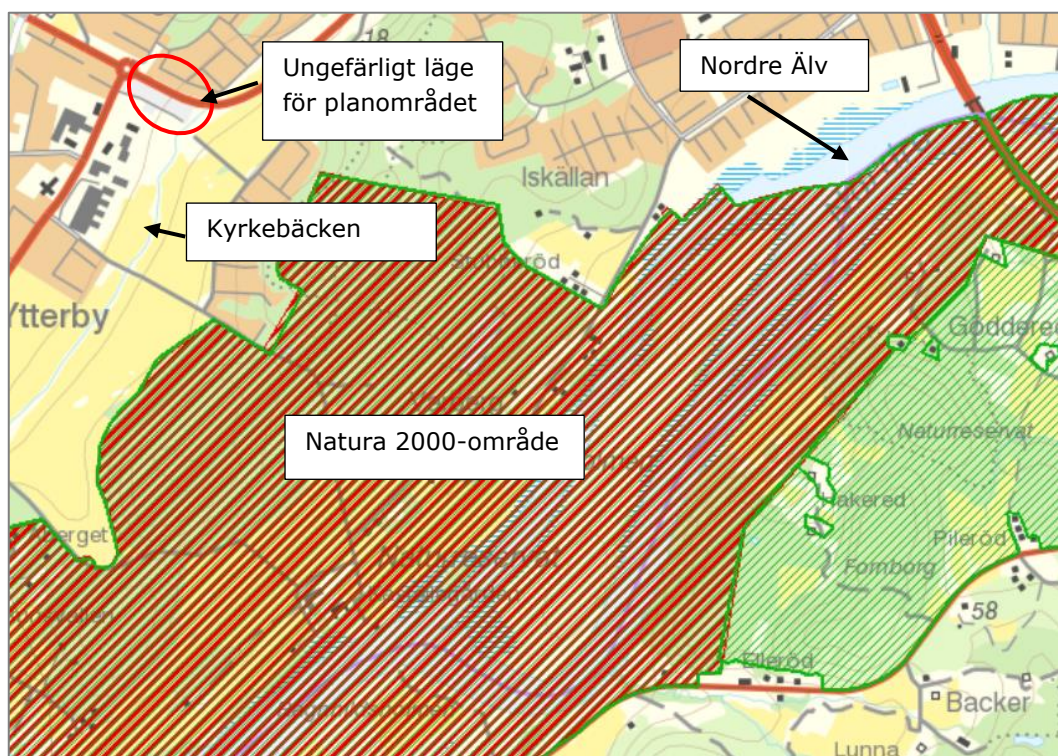 18
Ungefärligt läge
för planområdet
Nordre Älv
Iskällan
Kyrkebäcken
Ytterby
Natura 2000-område
Naturreservat
Hakered
Pileröd
Fornborg
Naturreservat
58
Elleröd
Backer
Lunna